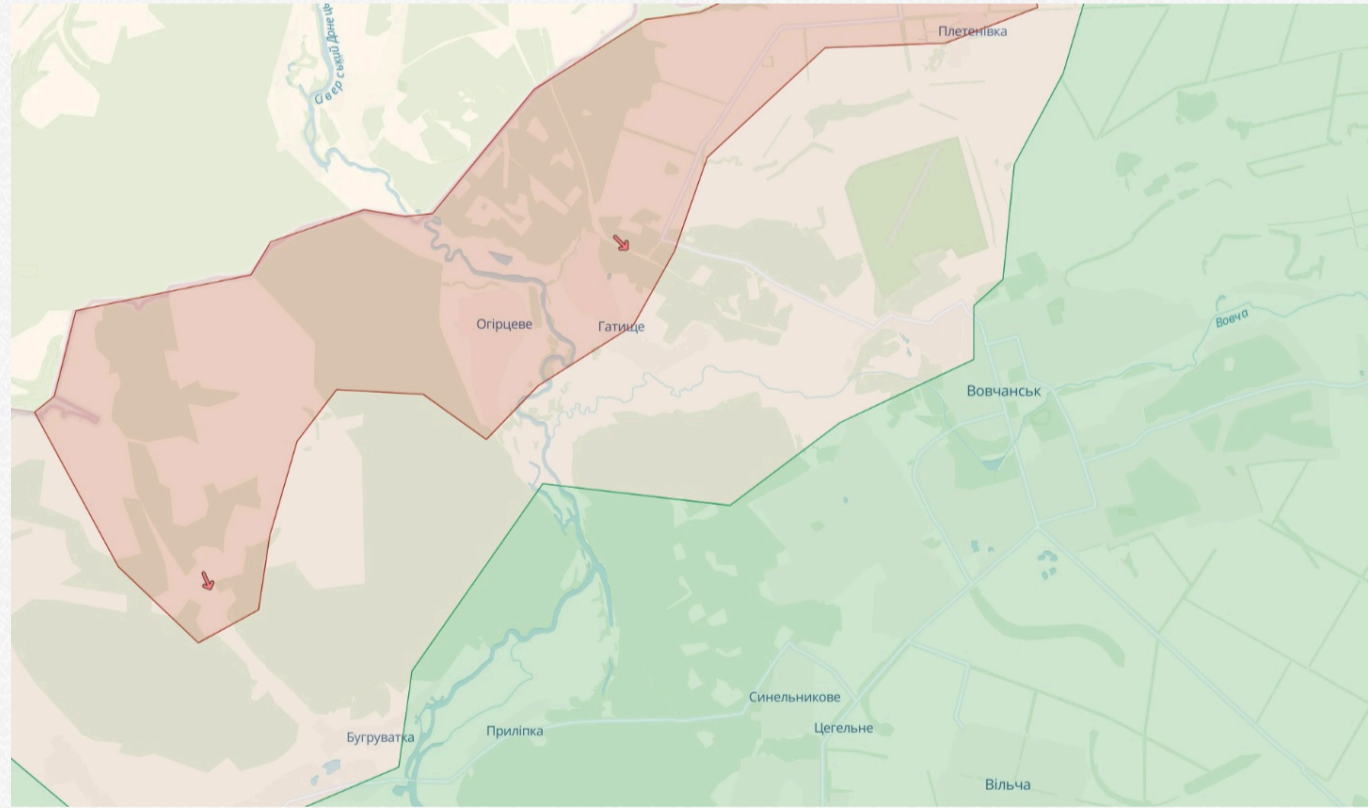 Сіверський Донець
Плетенівка
Огірцеве
Гатище
Вовча
Вовчанськ
Синельникове
Бугруватка
Приліпка
Цегельне
Вільча